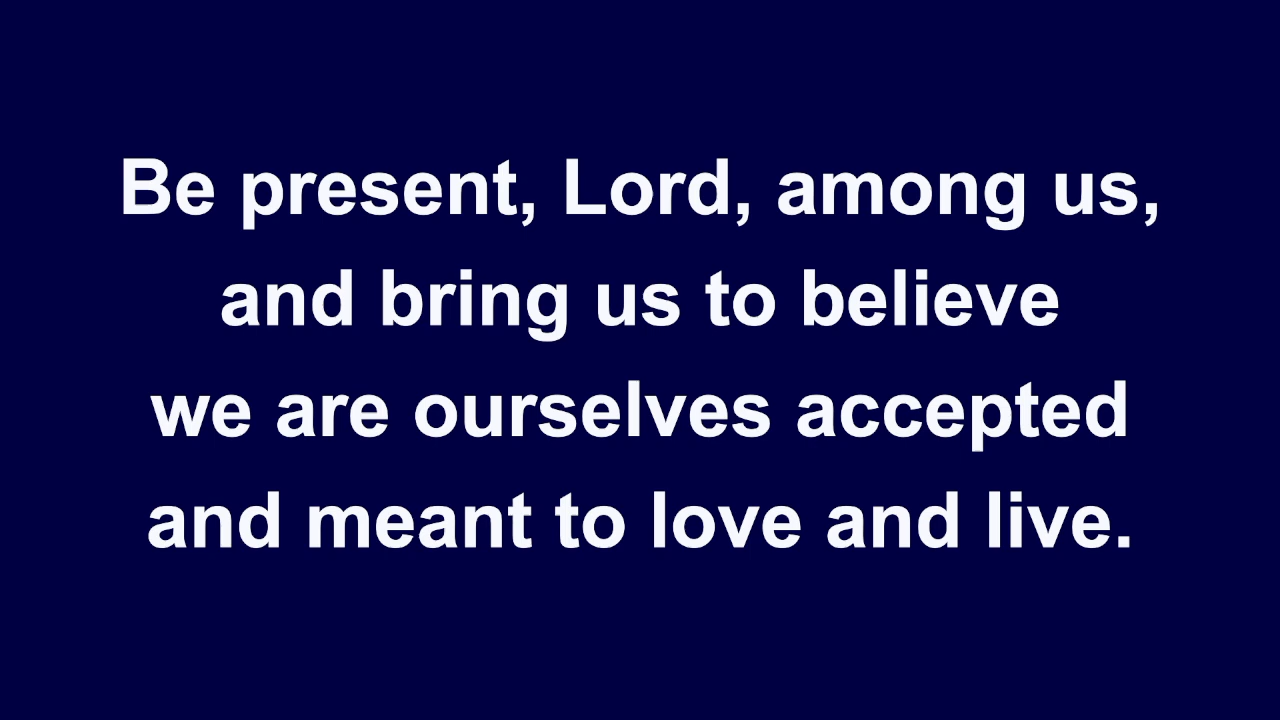 Be present, Lord, among us,
and bring us to believe
we are ourselves accepted
and meant to love and live.